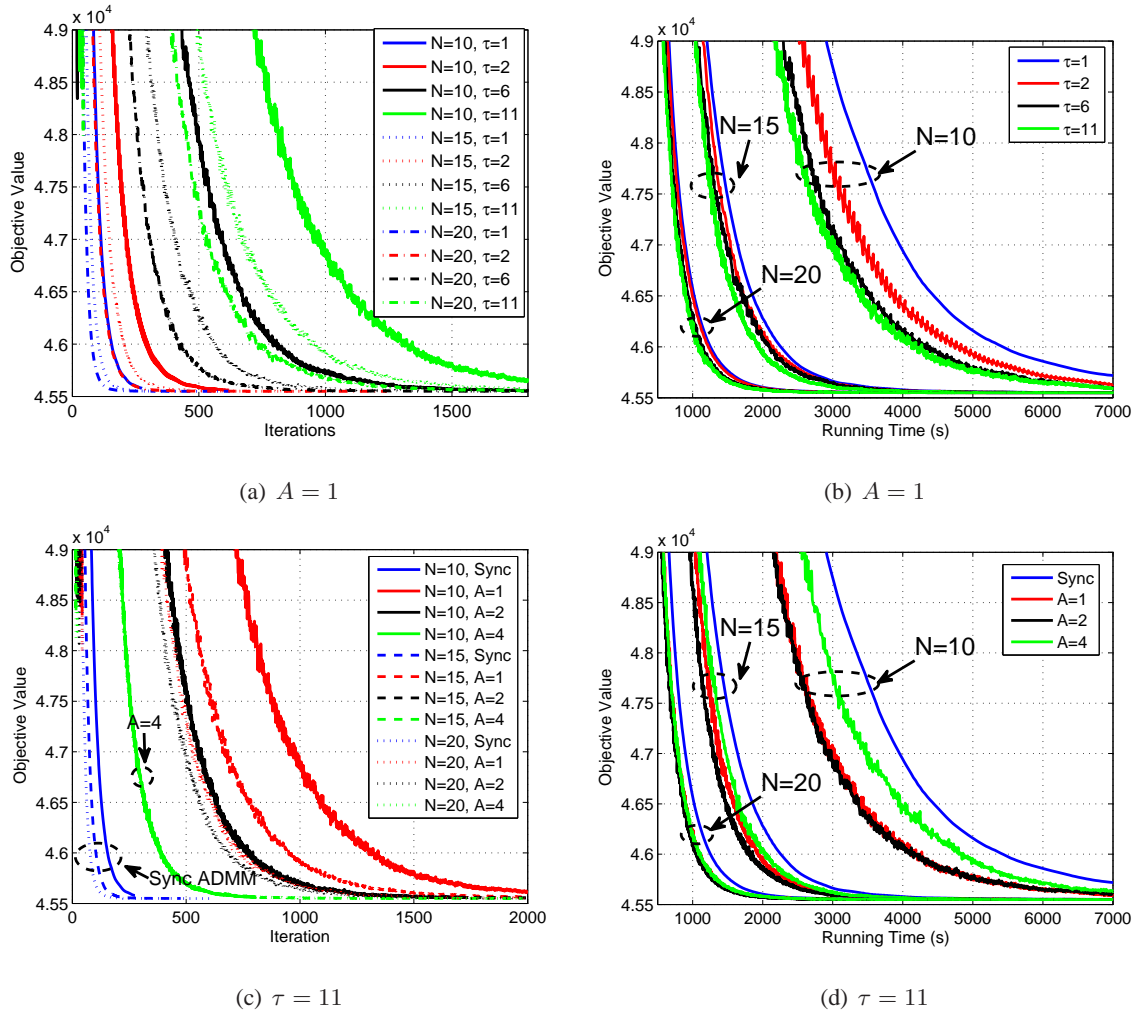 x 10⁴
4.9
4.85
4.8
4.75
4.7
4.65
4.6
4.55
Objective Value
0
500
1000
1500
Iterations
N=10, τ=1
N=10, τ=2
N=10, τ=6
N=10, τ=11
N=15, τ=1
N=15, τ=2
N=15, τ=6
N=15, τ=11
N=20, τ=1
N=20, τ=2
N=20, τ=6
N=20, τ=11
(a) A = 1
x 10⁴
4.9
4.85
4.8
4.75
4.7
4.65
4.6
4.55
Objective Value
1000
2000
3000
4000
5000
6000
7000
Running Time (s)
τ=1
τ=2
τ=6
τ=11
N=15
N=10
N=20
(b) A = 1
x 10⁴
4.9
4.85
4.8
4.75
4.7
4.65
4.6
4.55
Objective Value
0
500
1000
1500
2000
Iteration
N=10, Sync
N=10, A=1
N=10, A=2
N=10, A=4
N=15, Sync
N=15, A=1
N=15, A=2
N=15, A=4
N=20, Sync
N=20, A=1
N=20, A=2
N=20, A=4
A=4
Sync ADMM
(c) τ = 11
x 10⁴
4.9
4.85
4.8
4.75
4.7
4.65
4.6
4.55
Objective Value
1000
2000
3000
4000
5000
6000
7000
Running Time (s)
Sync
A=1
A=2
A=4
N=15
N=10
N=20
(d) τ = 11